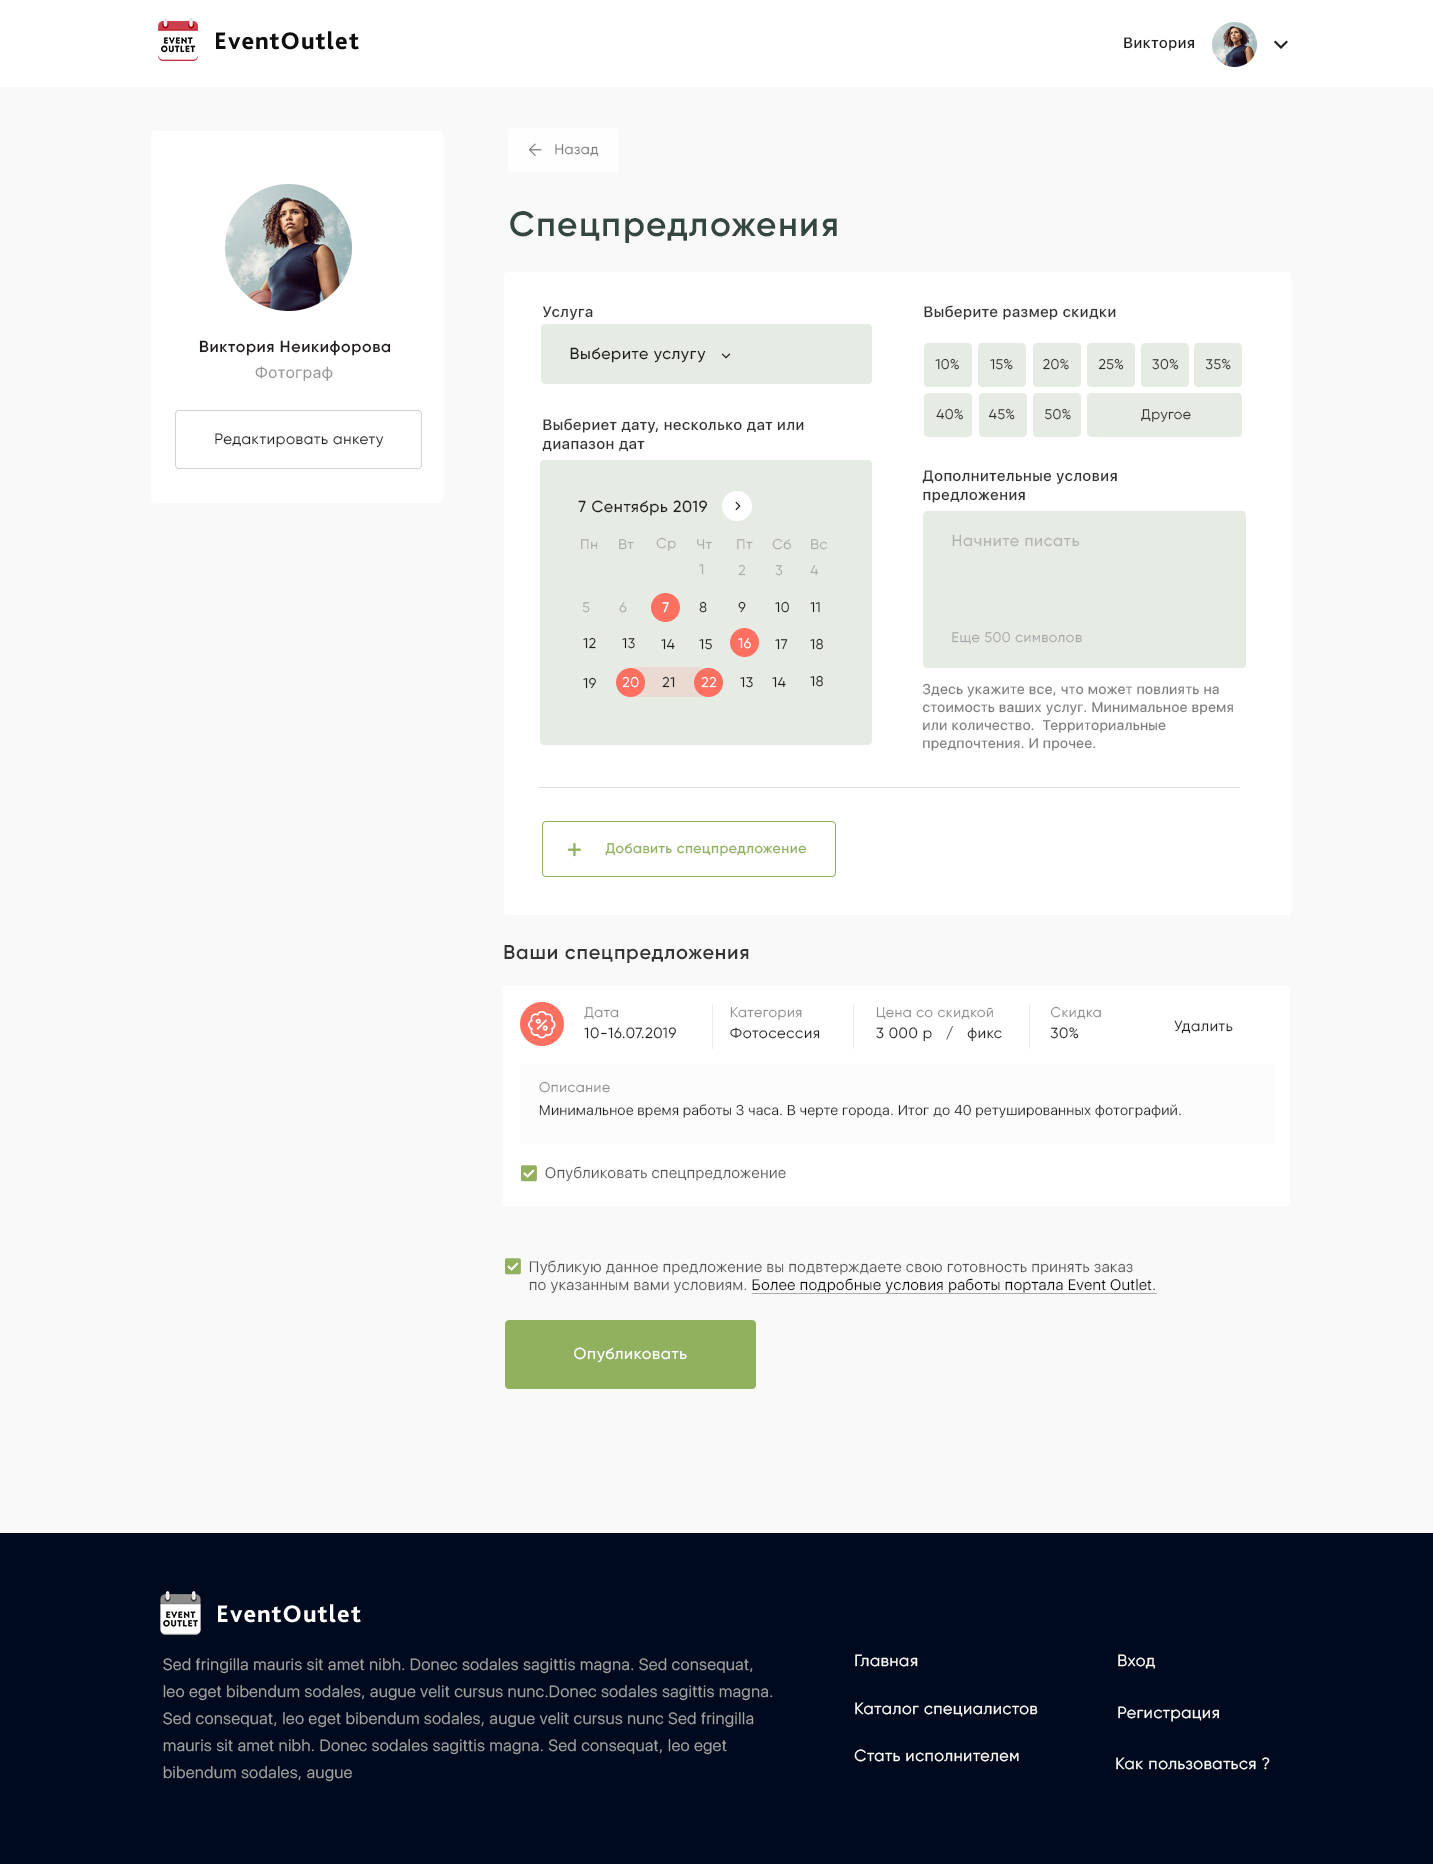 EVENT
OUTLET
EventOutlet
Виктория
Назад
Виктория Неикифорова
Фотограф
Редактировать анкету
Спецпредложения
Услуга
Выберите услугу
Выбериет дату, несколько дат или
диапазон дат
7 Сентябрь 2019
Пн Вт Ср Чт Пт Сб Вс
1 2 3 4
5 6 7 8 9 10 11
12 13 14 15 16 17 18
19 20 21 22 13 14 18
Выберите размер скидки
10% 15% 20% 25% 30% 35%
40% 45% 50% Другое
Дополнительные условия
предложения
Начните писать
Еще 500 символов
Здесь укажите все, что может повлиять на
стоимость ваших услуг. Минимальное время
или количество. Территориальные
предпочтения. И прочее.
+ Добавить спецпредложение
Ваши спецпредложения
Дата Категория Цена со скидкой Скидка
10-16.07.2019 Фотосессия 3 000 р / фикс 30%
Удалить
Описание
Минимальное время работы 3 часа. В черте города. Итог до 40 ретушированных фотографий.
Опубликовать спецпредложение
Публикую данное предложение вы подвтерждаете свою готовность принять заказ
по указанным вами условиям. Более подробные условия работы портала Event Outlet.
Опубликовать
EVENT
OUTLET
EventOutlet
Sed fringilla mauris sit amet nibh. Donec sodales sagittis magna. Sed consequat,
leo eget bibendum sodales, augue velit cursus nunc.Donec sodales sagittis magna.
Sed consequat, leo eget bibendum sodales, augue velit cursus nunc Sed fringilla
mauris sit amet nibh. Donec sodales sagittis magna. Sed consequat, leo eget
bibendum sodales, augue
Главная
Каталог специалистов
Стать исполнителем
Вход
Регистрация
Как пользоваться ?